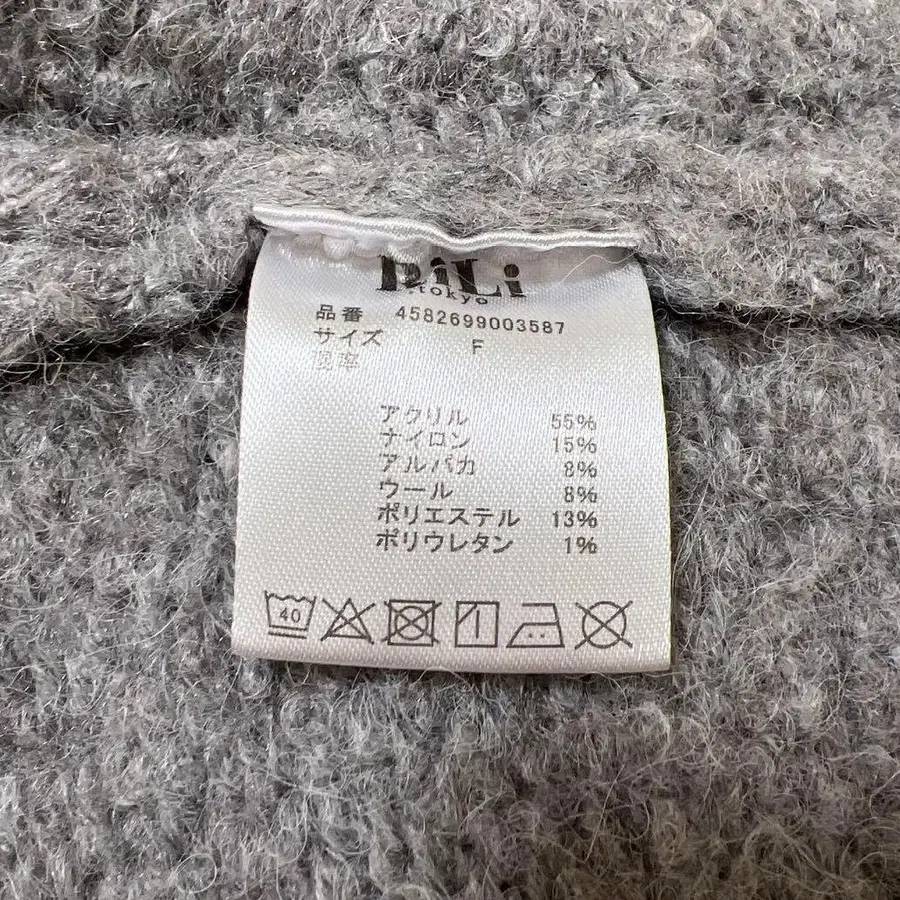 RiLi
.tokyo
品番 4582699003587
サイズ F
混率
アクリル 55%
ナイロン 15%
アルパカ 8%
ウール 8%
ポリエステル 13%
ポリウレタン 1%
40